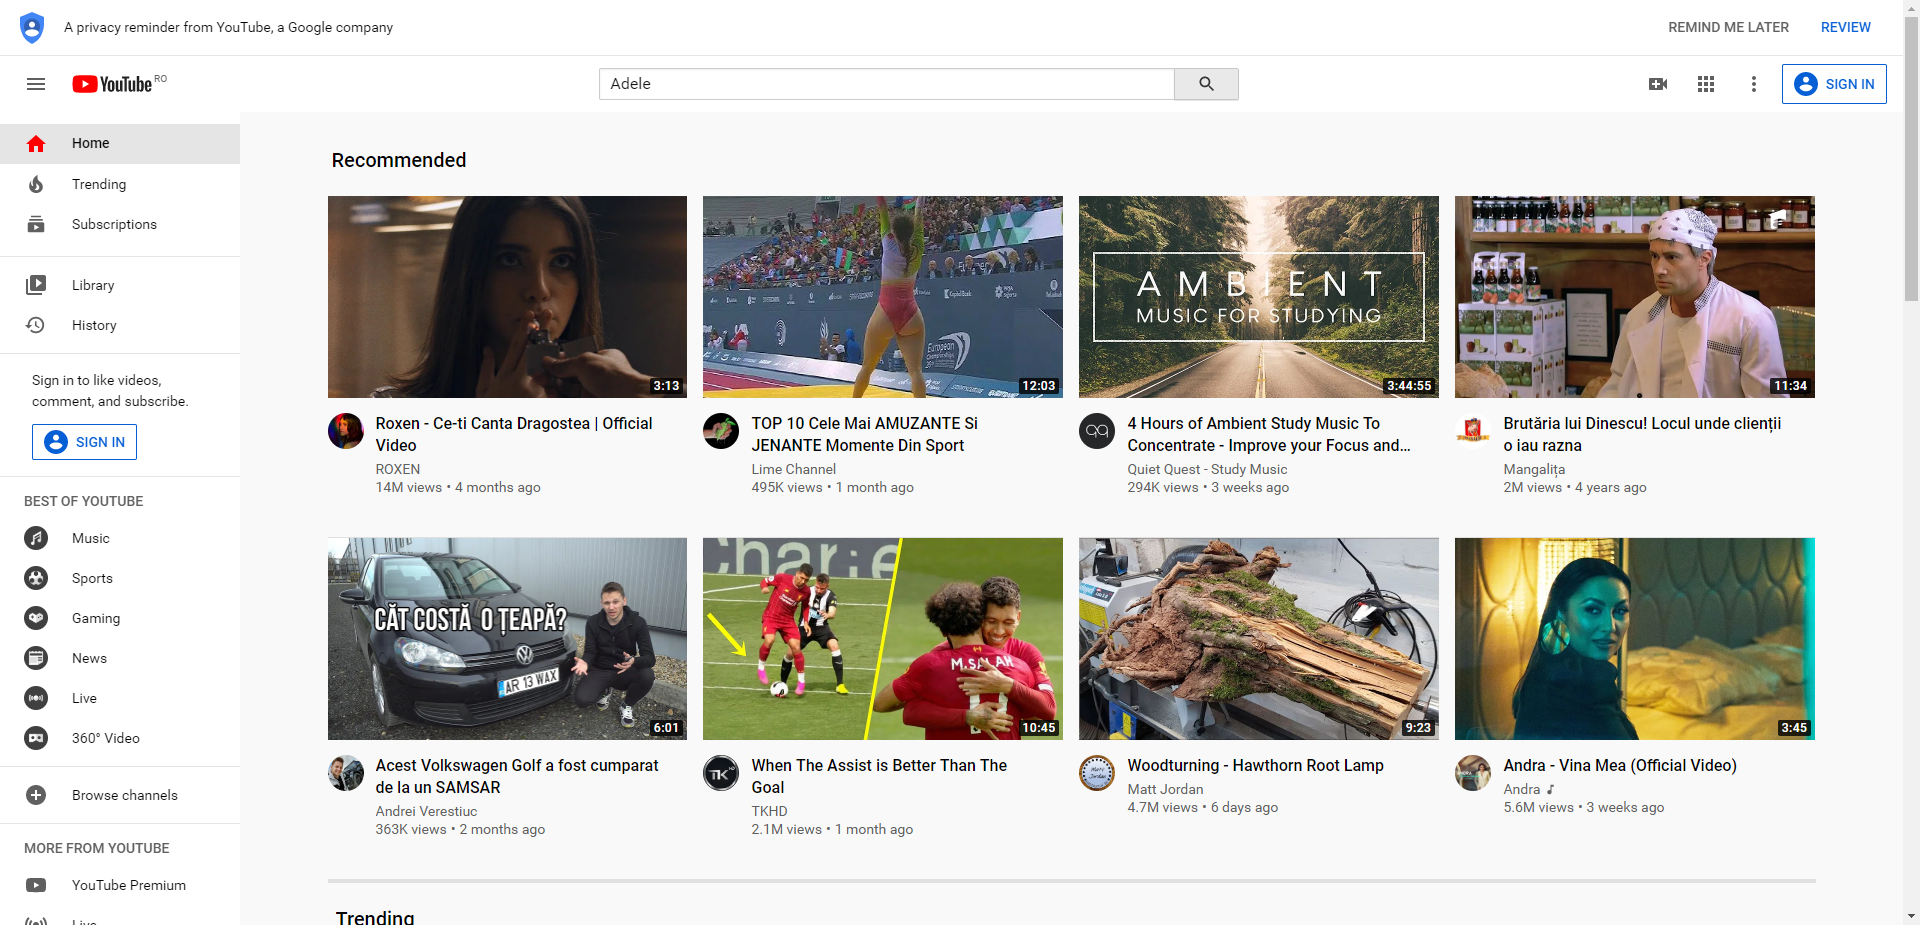 A privacy reminder from YouTube, a Google company
REMIND ME LATER
REVIEW
YouTube RO
Adele
SIGN IN
Home
Trending
Subscriptions
Library
History
Sign in to like videos,
comment, and subscribe.
SIGN IN
BEST OF YOUTUBE
Music
Sports
Gaming
News
Live
360° Video
Browse channels
MORE FROM YOUTUBE
YouTube Premium
Live
Recommended
3:13
Roxen - Ce-ti Canta Dragostea | Official
Video
ROXEN
14M views • 4 months ago
European
Championships
12:03
TOP 10 Cele Mai AMUZANTE Si
JENANTE Momente Din Sport
Lime Channel
495K views • 1 month ago
AMBIENT
MUSIC FOR STUDYING
3:44:55
4 Hours of Ambient Study Music To
Concentrate - Improve your Focus and...
Quiet Quest - Study Music
294K views • 3 weeks ago
11:34
Brutăria lui Dinescu! Locul unde clienții
o iau razna
Mangalița
2M views • 4 years ago
CÂT COSTĂ O ȚEAPĂ?
AR 13 WAX
6:01
Acest Volkswagen Golf a fost cumparat
de la un SAMSAR
Andrei Verestiuc
363K views • 2 months ago
M.SALAH
10:45
TK
When The Assist is Better Than The
Goal
TKHD
2.1M views • 1 month ago
9:23
Woodturning - Hawthorn Root Lamp
Matt Jordan
4.7M views • 6 days ago
3:45
Andra - Vina Mea (Official Video)
Andra
5.6M views • 3 weeks ago
Trending